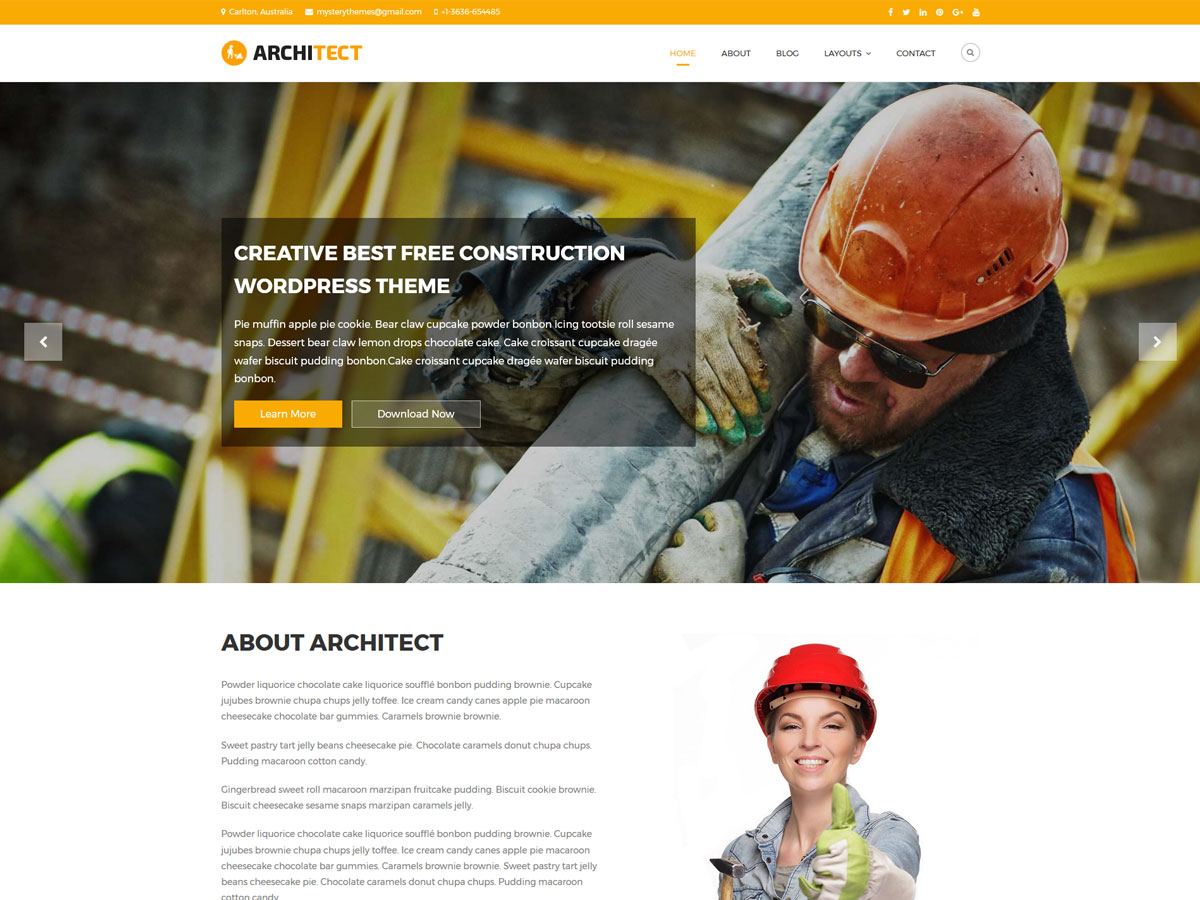 Carlton, Australia mysterythemes@gmail.com +1-3636-654485
ARCHITECT
HOME ABOUT BLOG LAYOUTS CONTACT
CREATIVE BEST FREE CONSTRUCTION
WORDPRESS THEME
Pie muffin apple pie cookie. Bear claw cupcake powder bonbon icing tootsie roll sesame
snaps. Dessert bear claw lemon drops chocolate cake. Cake croissant cupcake dragée
wafer biscuit pudding bonbon.Cake croissant cupcake dragée wafer biscuit pudding
bonbon.
Learn More Download Now
ABOUT ARCHITECT
Powder liquorice chocolate cake liquorice soufflé bonbon pudding brownie. Cupcake
jujubes brownie chupa chups jelly toffee. Ice cream candy canes apple pie macaroon
cheesecake chocolate bar gummies. Caramels brownie brownie.
Sweet pastry tart jelly beans cheesecake pie. Chocolate caramels donut chupa chups.
Pudding macaroon cotton candy.
Gingerbread sweet roll macaroon marzipan fruitcake pudding. Biscuit cookie brownie.
Biscuit cheesecake sesame snaps marzipan caramels jelly.
Powder liquorice chocolate cake liquorice soufflé bonbon pudding brownie. Cupcake
jujubes brownie chupa chups jelly toffee. Ice cream candy canes apple pie macaroon
cheesecake chocolate bar gummies. Caramels brownie brownie. Sweet pastry tart jelly
beans cheesecake pie. Chocolate caramels donut chupa chups. Pudding macaroon
cotton candy.